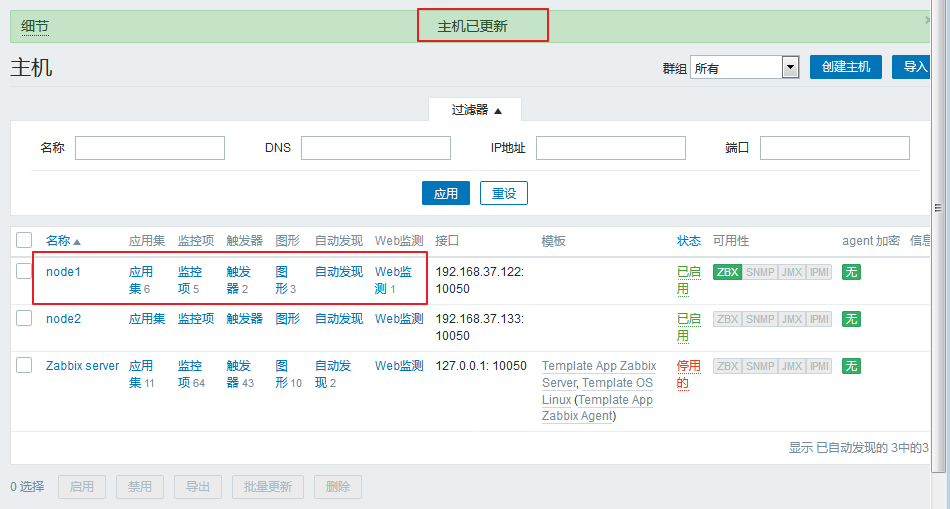 细节 主机已更新
主机 群组 所有 创建主机 导入
过滤器
名称 DNS IP地址 端口
应用 重设
名称 应用集 监控项 触发器 图形 自动发现 Web监测 接口 模板 状态 可用性 agent 加密 信息
node1 应用集 6 监控项 5 触发器 2 图形 3 自动发现 Web监测 1 192.168.37.122: 10050 已启用 ZBX SNMP JMX IPMI 无
node2 应用集 监控项 触发器 图形 自动发现 Web监测 192.168.37.133: 10050 已启用 ZBX SNMP JMX IPMI 无
Zabbix server 应用集 11 监控项 64 触发器 43 图形 10 自动发现 2 Web监测 127.0.0.1: 10050 Template App Zabbix Server, Template OS Linux (Template App Zabbix Agent) 停用的 ZBX SNMP JMX IPMI 无
显示 已自动发现的 3中的3
0 选择 启用 禁用 导出 批量更新 删除